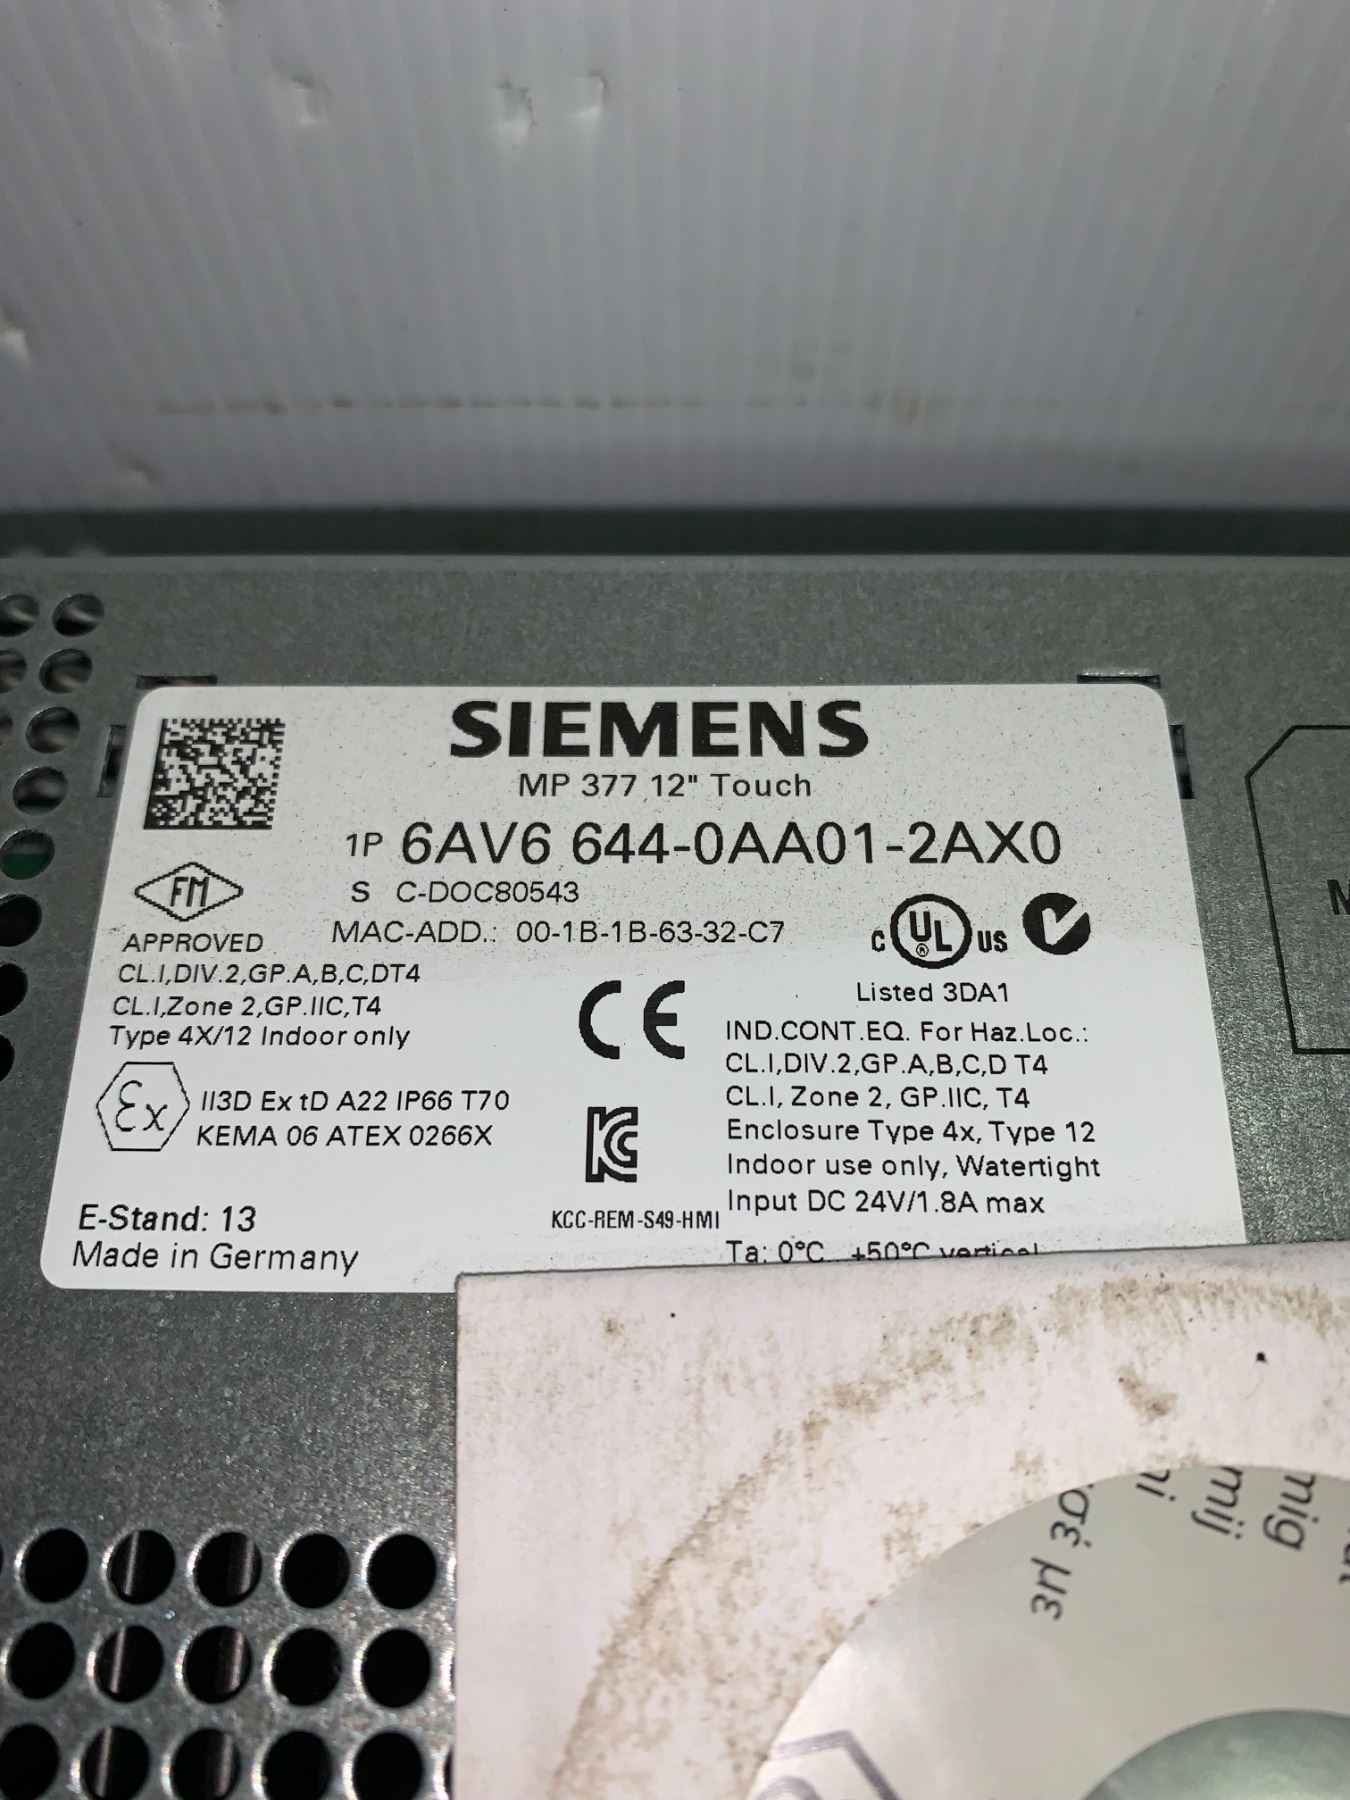 SIEMENS
MP 377 12" Touch
1P 6AV6 644-0AA01-2AX0
S C-DOC80543
MAC-ADD.: 00-1B-1B-63-32-C7
FM
APPROVED
CL.I,DIV.2,GP.A,B,C,DT4
CL.I,Zone 2,GP.IIC,T4
Type 4X/12 Indoor only
Ex
II3D Ex tD A22 IP66 T70
KEMA 06 ATEX 0266X
E-Stand: 13
Made in Germany
CE
KCC-REM-S49-HMI
C UL US
®
Listed 3DA1
IND.CONT.EQ. For Haz.Loc.:
CL.I,DIV.2,GP.A,B,C,D T4
CL.I, Zone 2, GP.IIC, T4
Enclosure Type 4x, Type 12
Indoor use only, Watertight
Input DC 24V/1.8A max
Ta: 0°C...+50°C vertical